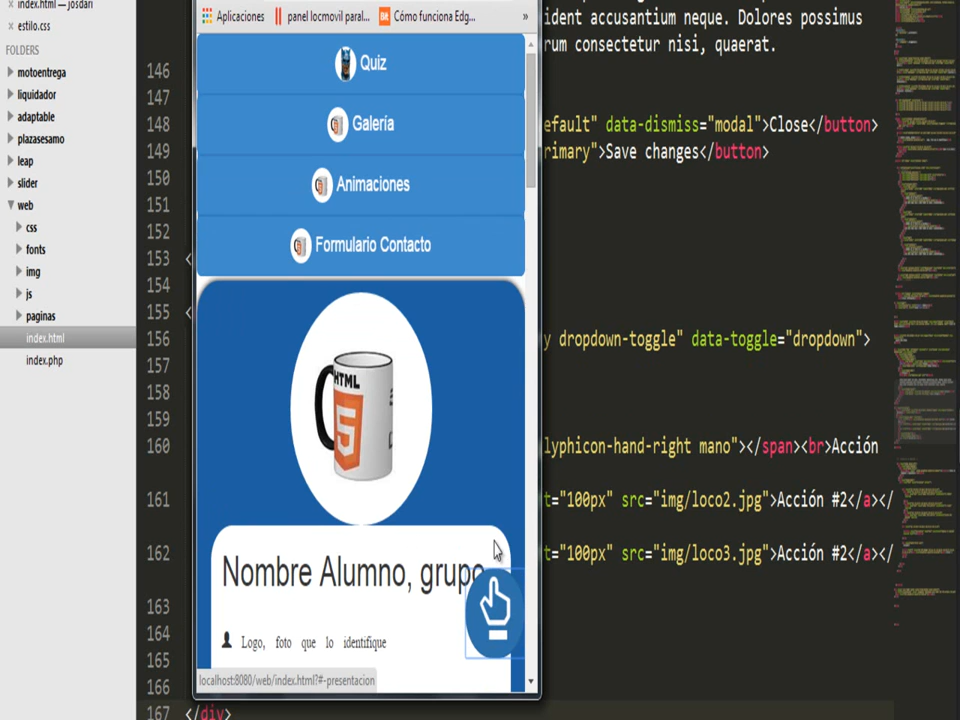 index.html — josdari
estilo.css
FOLDERS
motoentrega
liquidador
adaptable
plazasesamo
leap
slider
web
css
fonts
img
js
paginas
index.html
index.php
Aplicaciones
panel locmovil paral...
Cómo funciona Edg...
»
Quiz
Galería
Animaciones
Formulario Contacto
HTML
5
Nombre Alumno, grupo
Logo, foto que lo identifique
localhost:8080/web/index.html?#-presentacion
ident accusantium neque. Dolores possimus
rum consectetur nisi, quaerat.
146
147
148 efault" data-dismiss="modal">Close</button>
149 rimary">Save changes</button>
150
151
152
153 <
154
155 <
156 y dropdown-toggle" data-toggle="dropdown">
157
158
159
160 lyphicon-hand-right mano"></span><br>Acción
161 t="100px" src="img/loco2.jpg">Acción #2</a></
162 t="100px" src="img/loco3.jpg">Acción #2</a></
163
164
165
166
167 </div>